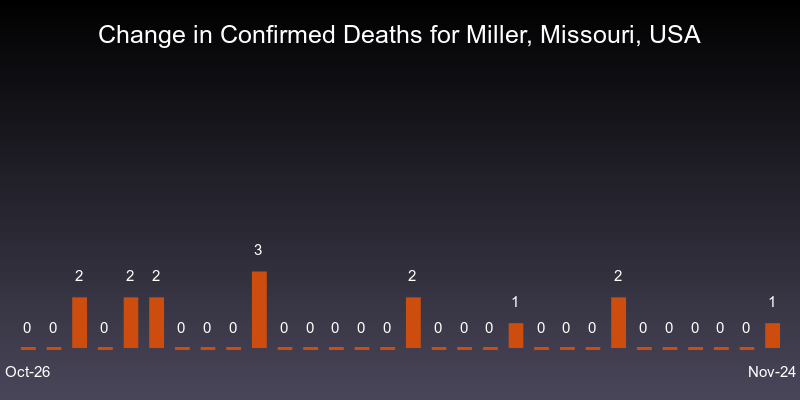 Change in Confirmed Deaths for Miller, Missouri, USA
3
2 2 2 2 2
1 1
0 0 0 0 0 0 0 0 0 0 0 0 0 0 0 0 0 0 0 0 0 0
Oct-26 Nov-24